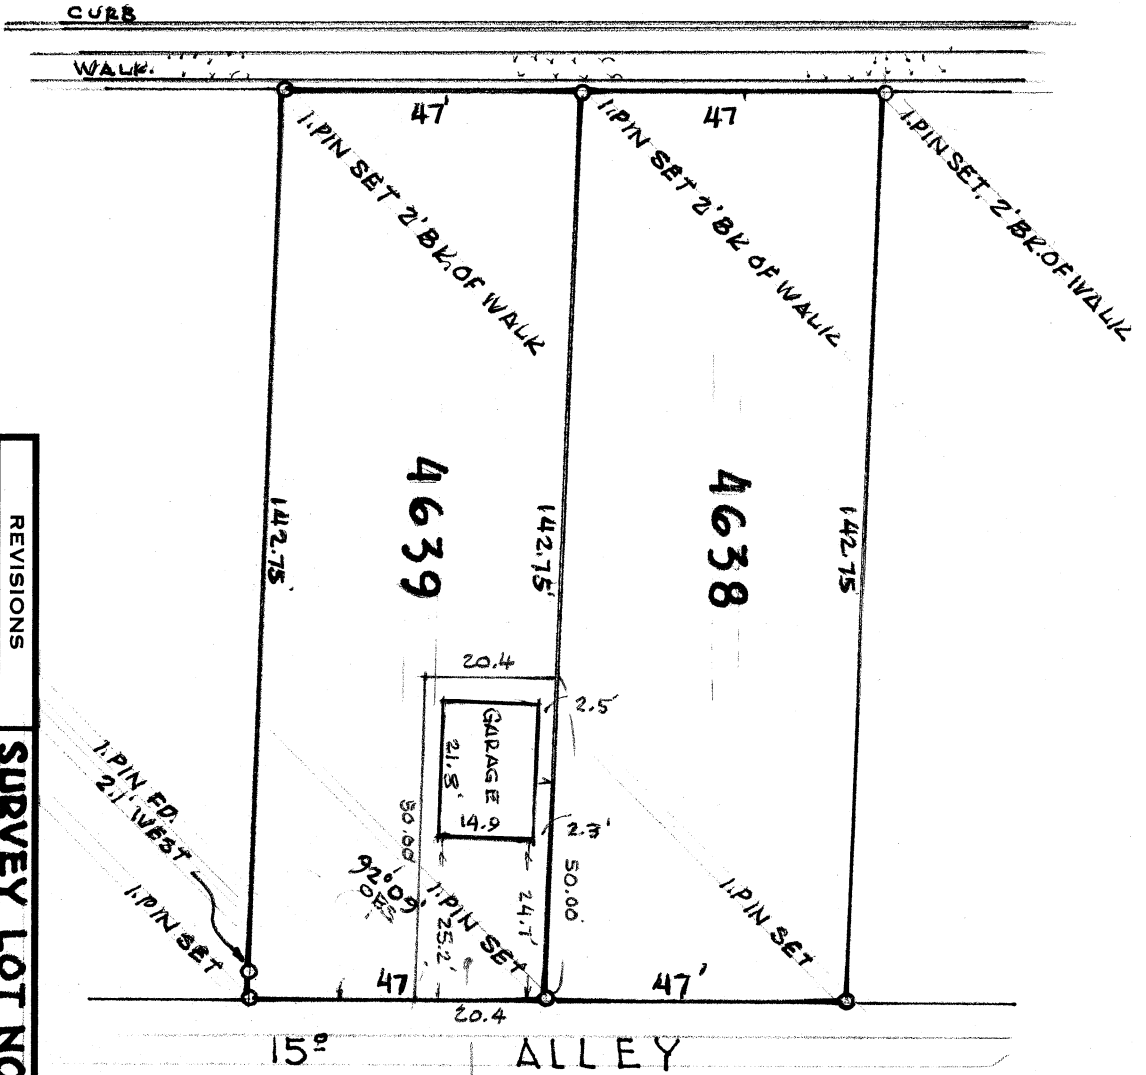 CURB
WALK.
47'
47
I.PIN SET 2' BK. OF WALK
I.PIN SET 2' BK OF WALK
I.PIN SET. 2' BK. OF WALK
4639
4638
142.75'
142.75'
142.75
REVISIONS
SURVEY LOT NO
20.4
2.5'
GARAGE
21.8'
14.9
2.3'
50.00'
50.00'
I.PIN FD.
2.1' WEST
I.PIN SET
92°09'
OBS
I.PIN SET
25.2'
24.7'
I.PIN SET
47
47'
20.4
15⁰
ALLEY